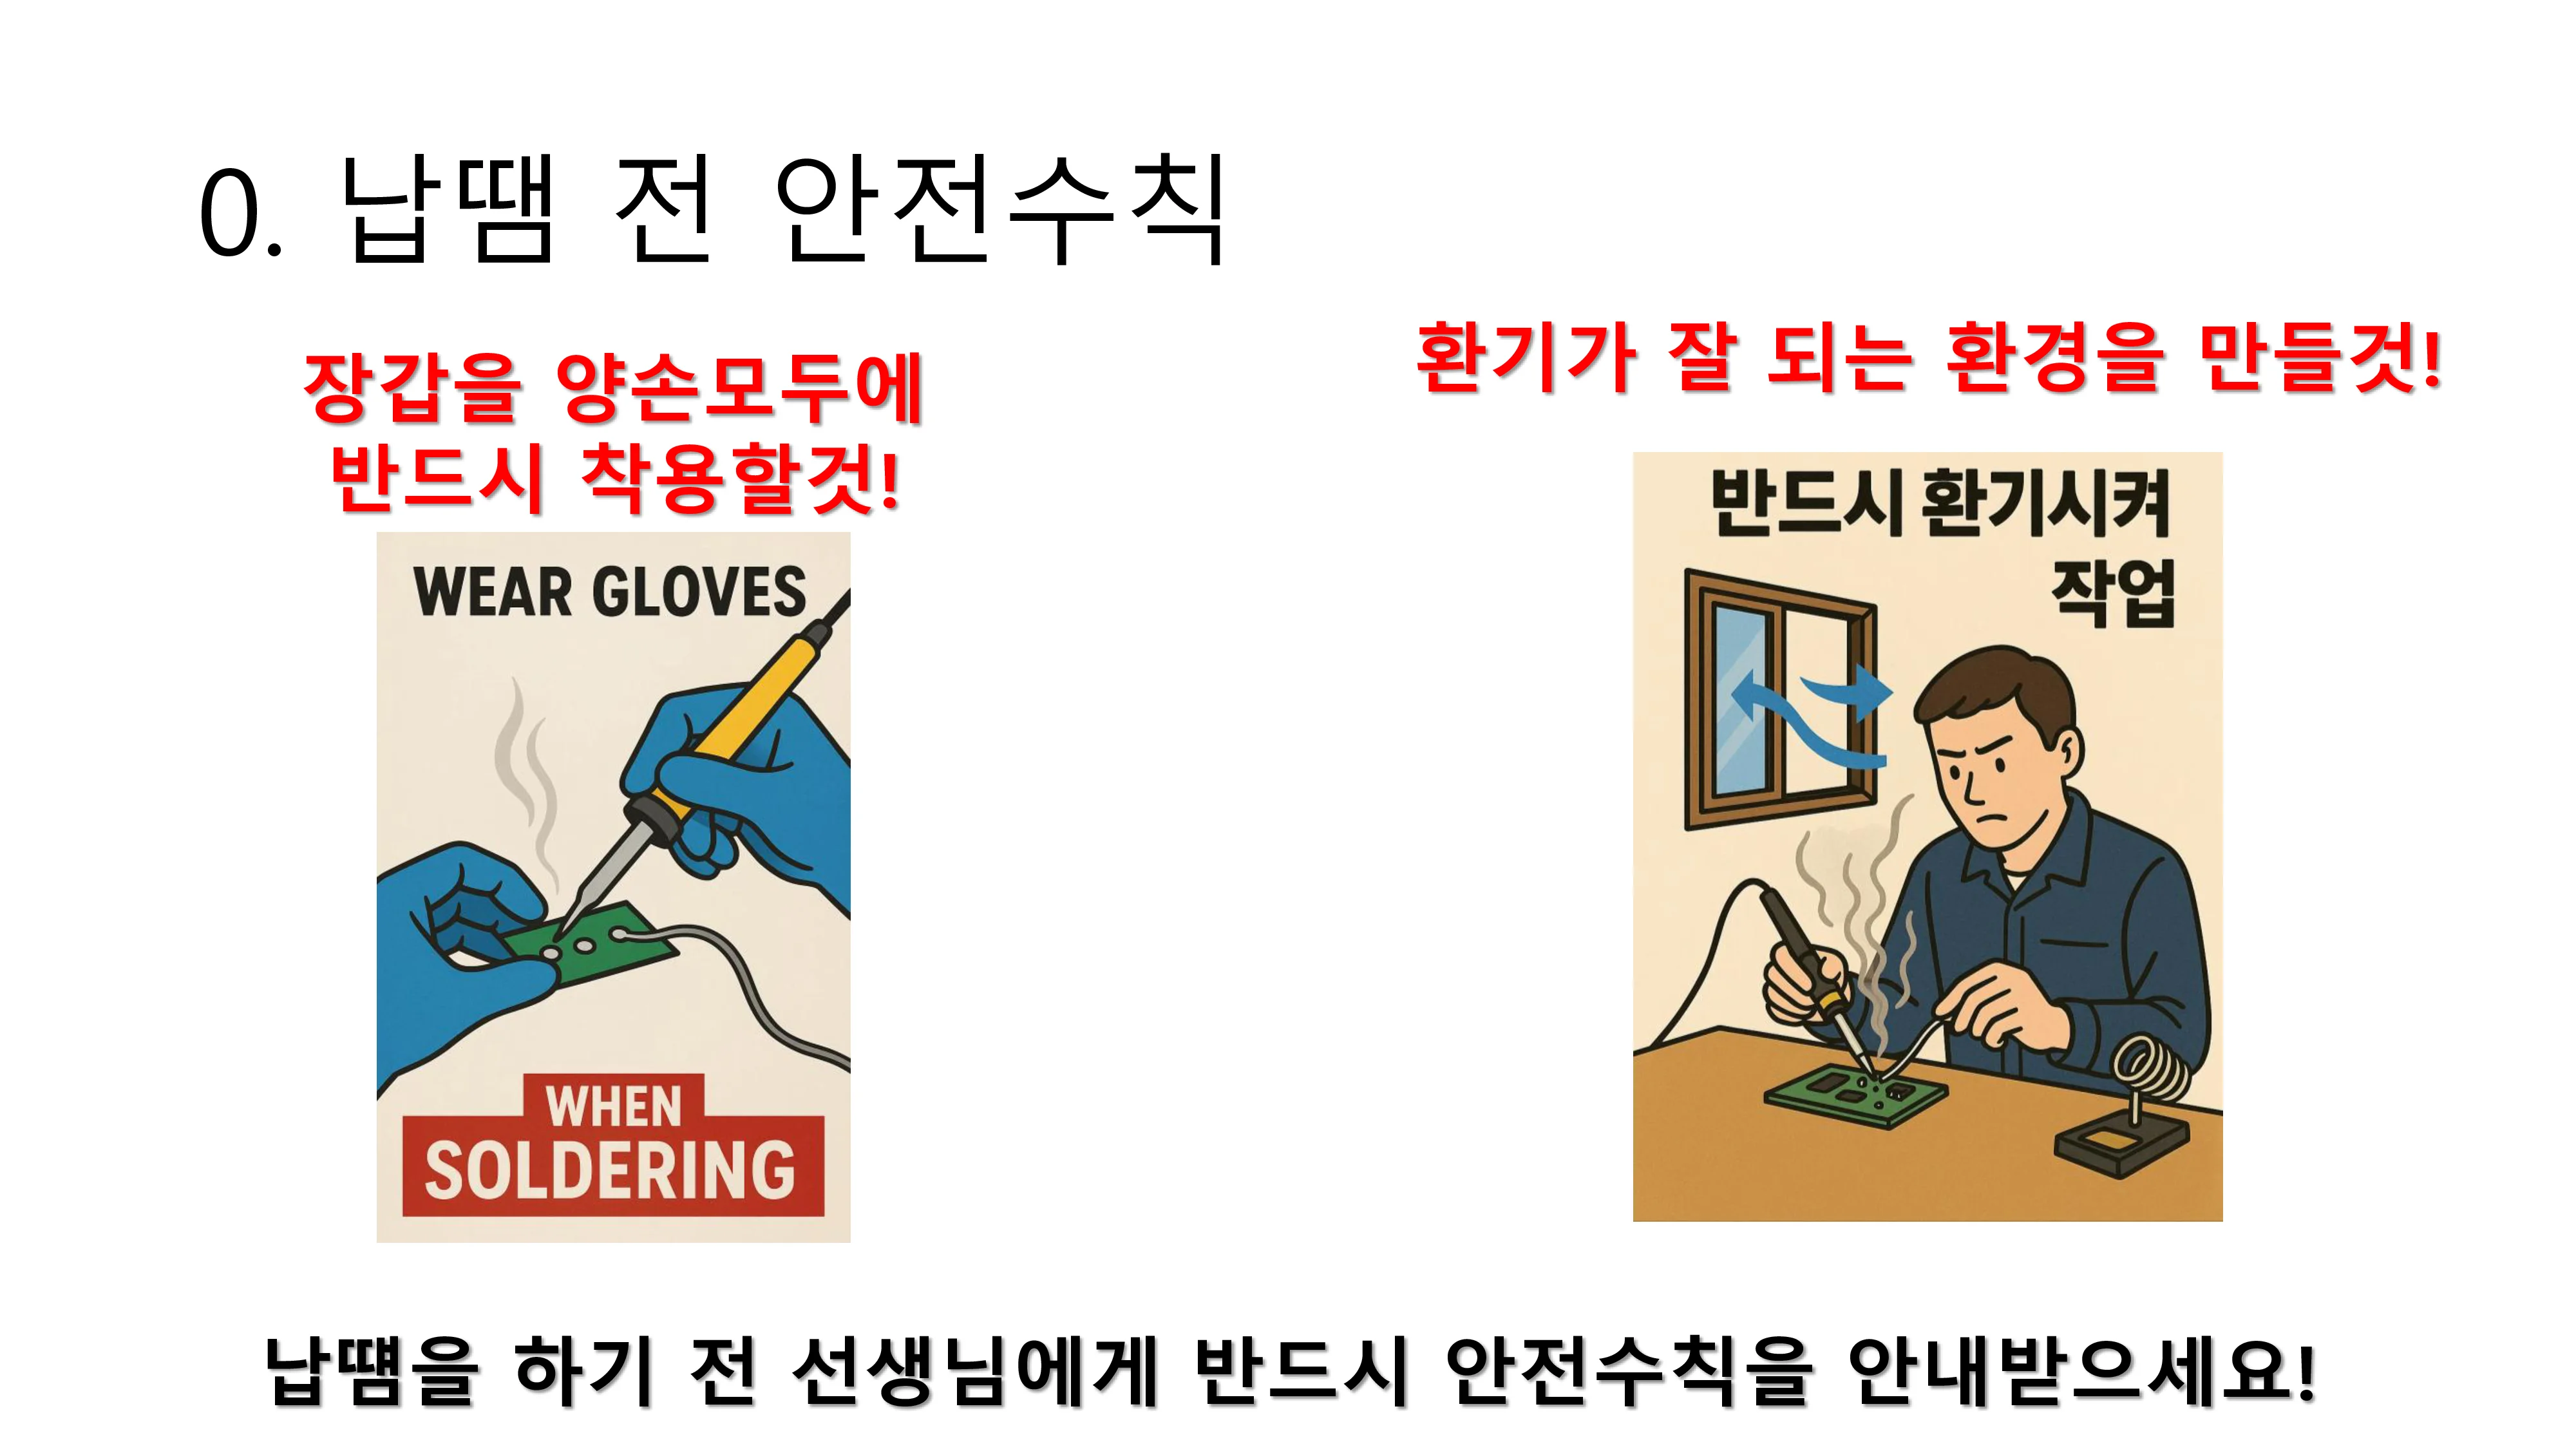 0. 납땜 전 안전수칙
장갑을 양손모두에
반드시 착용할것!
WEAR GLOVES
WHEN
SOLDERING
환기가 잘 되는 환경을 만들것!
반드시 환기시켜
작업
납떔을 하기 전 선생님에게 반드시 안전수칙을 안내받으세요!